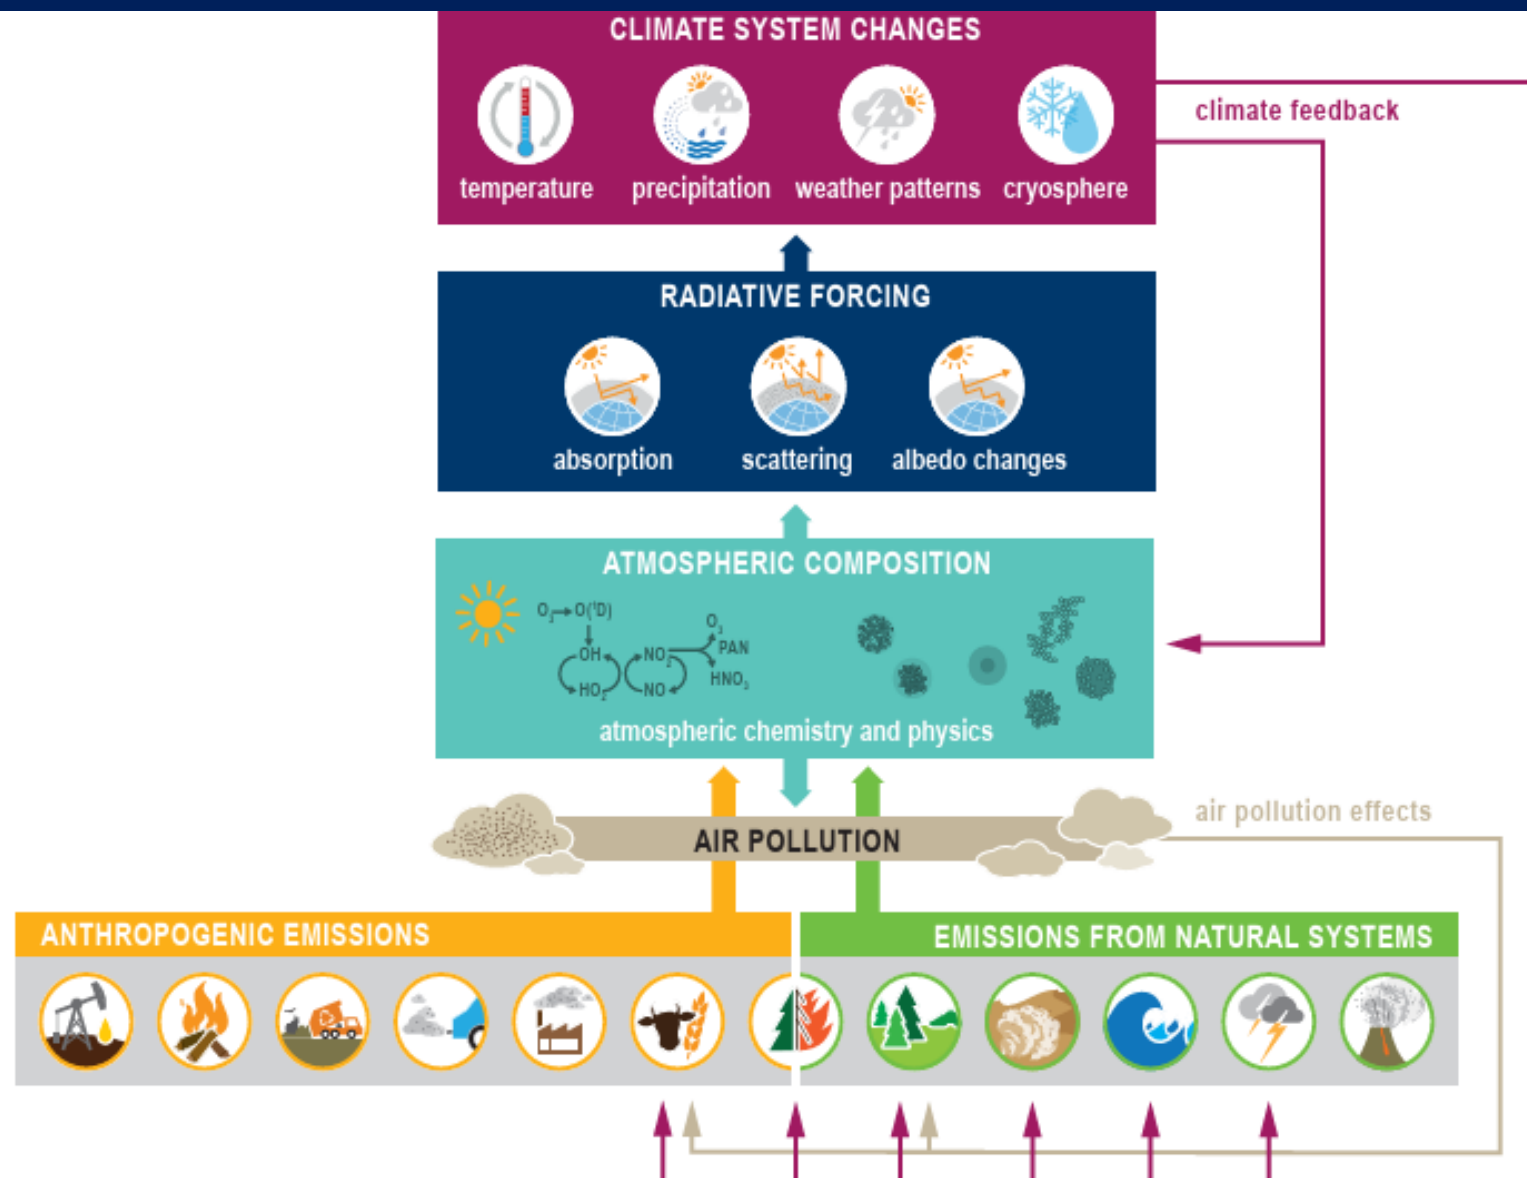 CLIMATE SYSTEM CHANGES
temperature
precipitation
weather patterns
cryosphere
climate feedback
RADIATIVE FORCING
absorption
scattering
albedo changes
ATMOSPHERIC COMPOSITION
O₃ O(¹D)
OH
HO₂
NO₂
NO
O₃
PAN
HNO₃
atmospheric chemistry and physics
AIR POLLUTION
air pollution effects
ANTHROPOGENIC EMISSIONS
EMISSIONS FROM NATURAL SYSTEMS